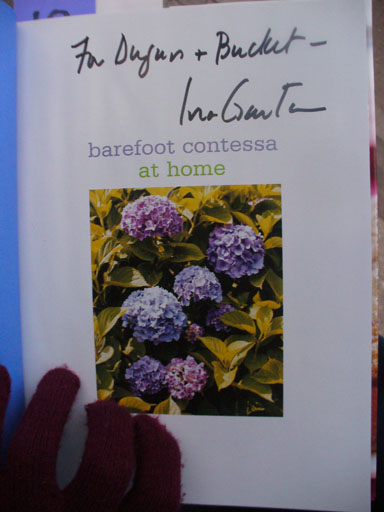 For Dugan + Bucket –
Ina Garten
barefoot contessa
at home